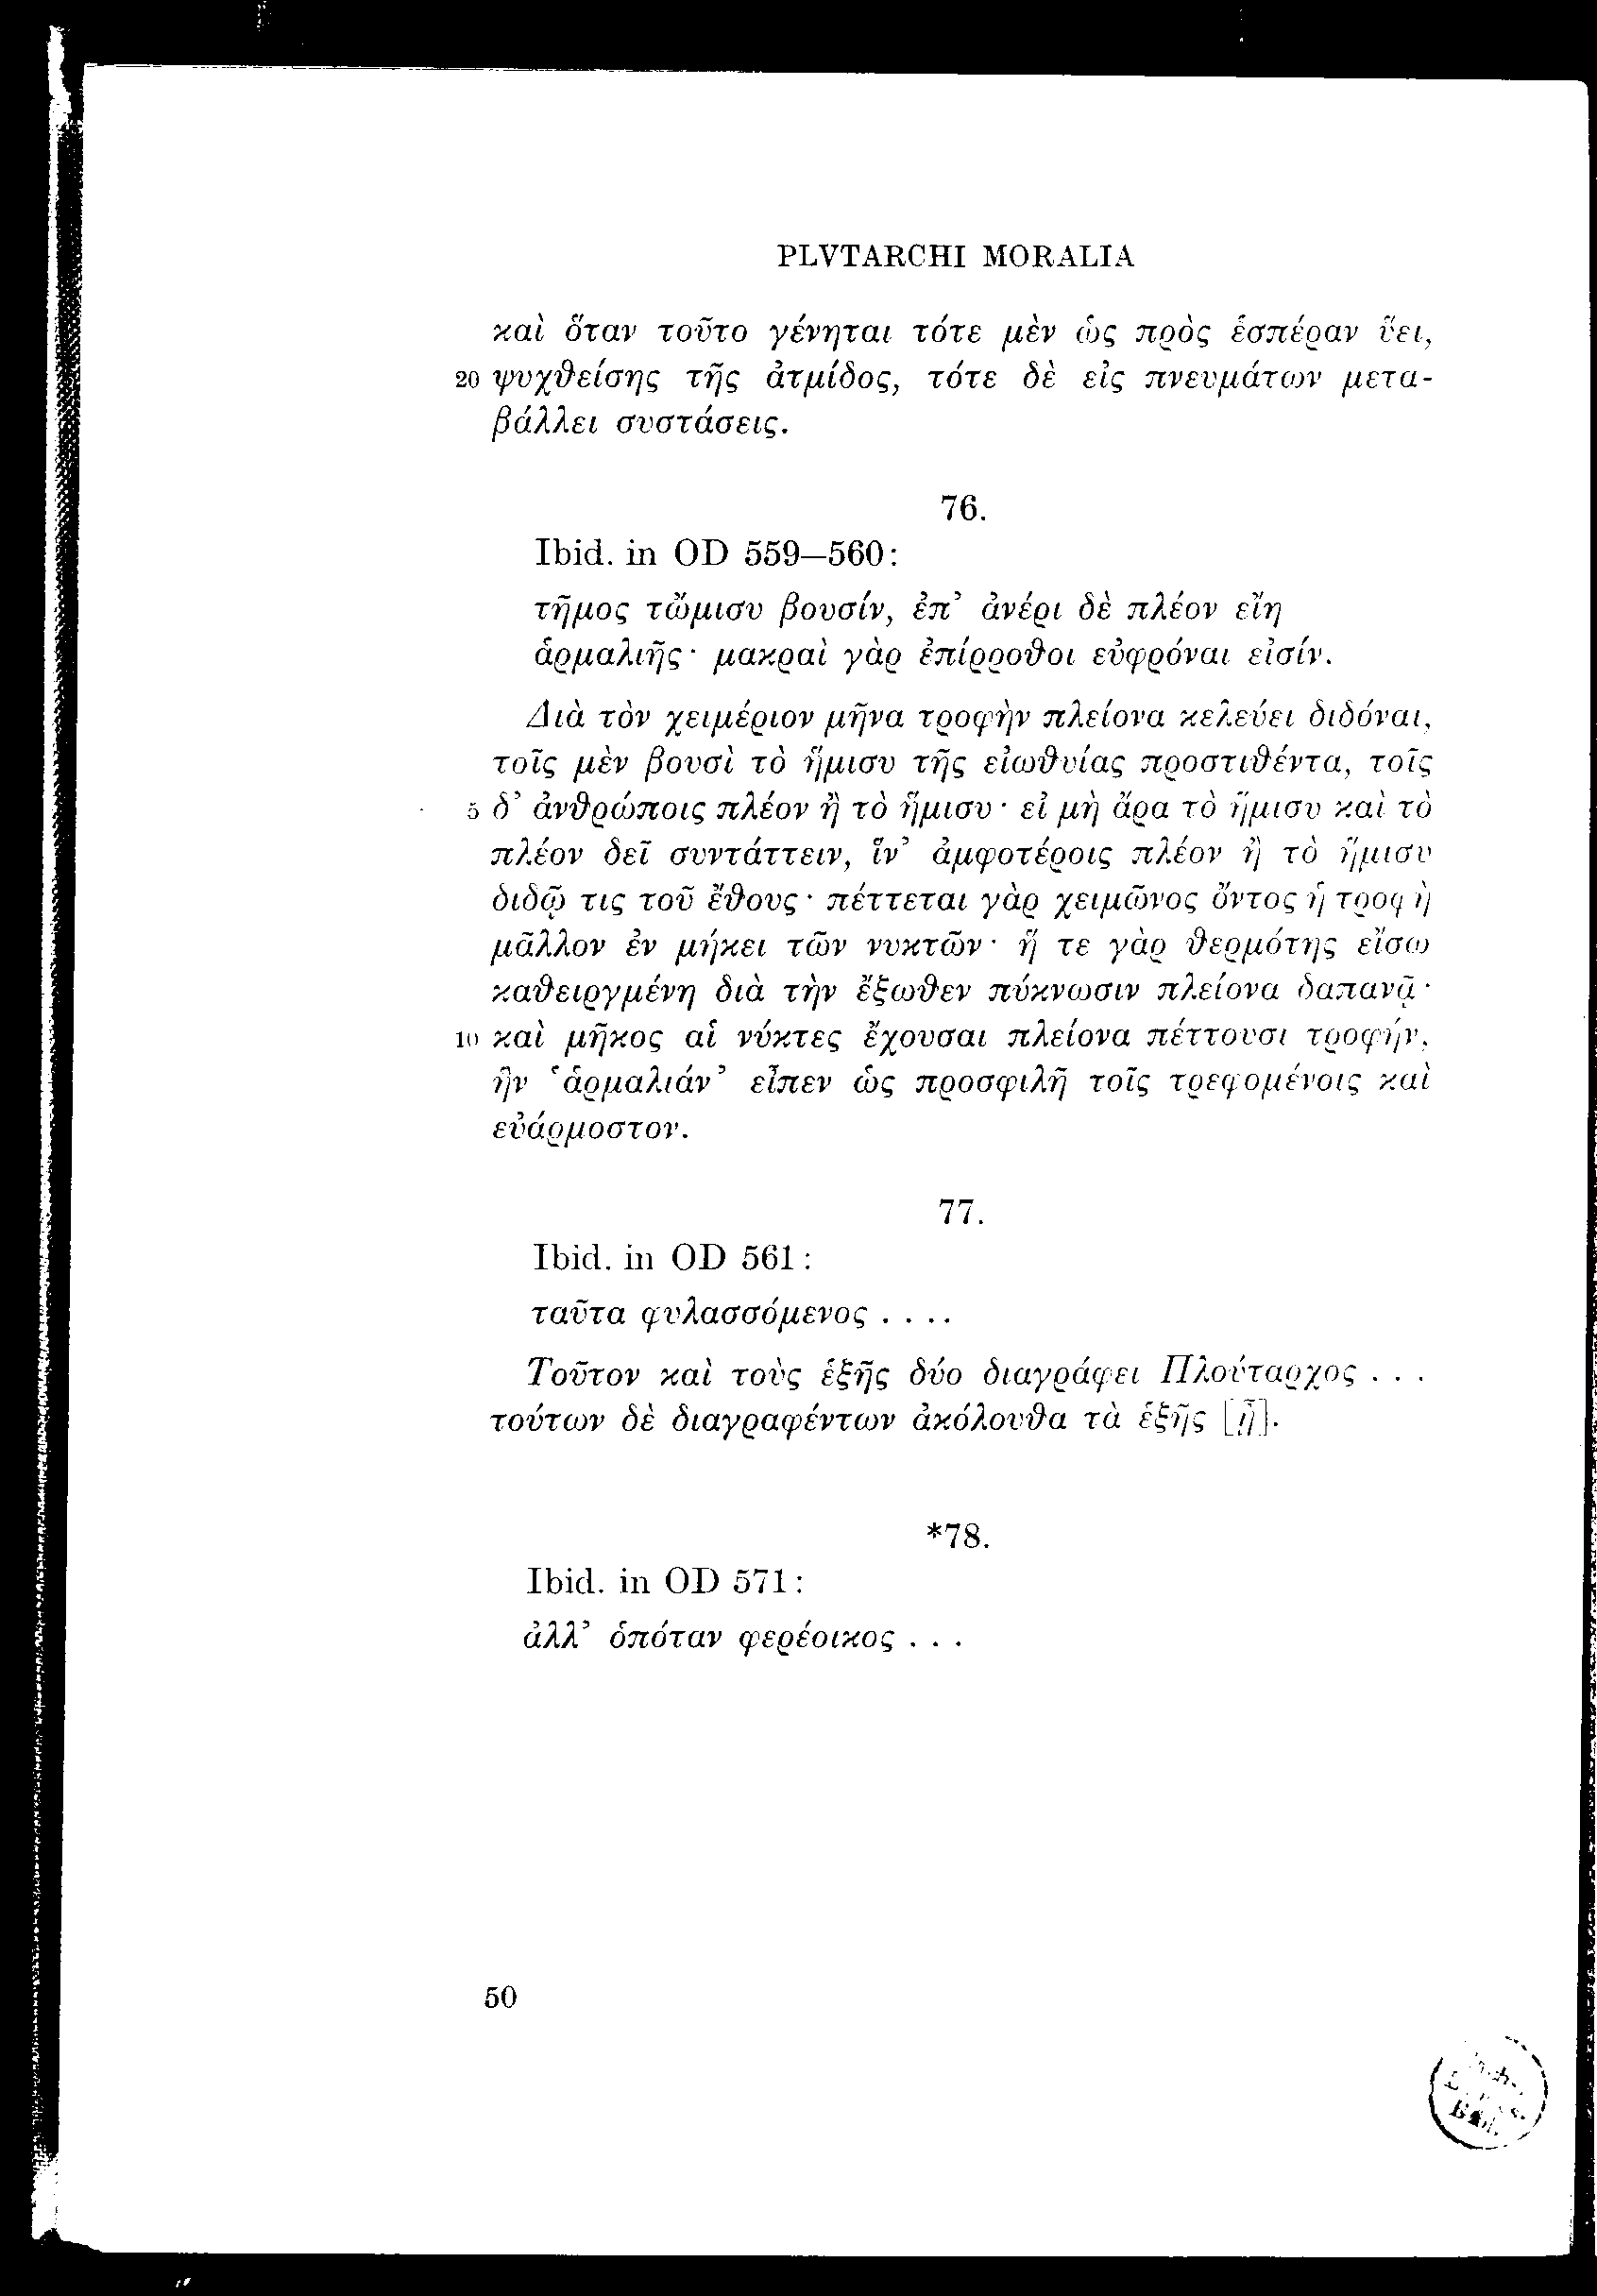 PLVTARCHI MORALIA
καὶ ὅταν τοῦτο γένηται τότε μὲν ὡς πρὸς ἑσπέραν ὕει,
20 ψυχθείσης τῆς ἀτμίδος, τότε δὲ εἰς πνευμάτων μετα-
βάλλει συστάσεις.
76.
Ibid. in OD 559–560:
τῆμος τὤμισυ βουσίν, ἐπ’ ἀνέρι δὲ πλέον εἴη
ἁρμαλιῆς· μακραὶ γὰρ ἐπίρροθοι εὐφρόναι εἰσίν.
Διὰ τὸν χειμέριον μῆνα τροφὴν πλείονα κελεύει διδόναι,
τοῖς μὲν βουσὶ τὸ ἥμισυ τῆς εἰωθυίας προστιθέντα, τοῖς
5 δ’ ἀνθρώποις πλέον ἢ τὸ ἥμισυ· εἰ μὴ ἄρα τὸ ἥμισυ καὶ τὸ
πλέον δεῖ συντάττειν, ἵν’ ἀμφοτέροις πλέον ἢ τὸ ἥμισυ
διδῷ τις τοῦ ἔθους· πέττεται γὰρ χειμῶνος ὄντος ἡ τροφὴ
μᾶλλον ἐν μήκει τῶν νυκτῶν· ἥ τε γὰρ θερμότης εἴσω
καθειργμένη διὰ τὴν ἔξωθεν πύκνωσιν πλείονα δαπανᾷ·
10 καὶ μῆκος αἱ νύκτες ἔχουσαι πλείονα πέττουσι τροφήν,
ἣν ‘ἁρμαλιάν’ εἶπεν ὡς προσφιλῆ τοῖς τρεφομένοις καὶ
εὐάρμοστον.
77.
Ibid. in OD 561:
ταῦτα φυλασσόμενος . . . .
Τοῦτον καὶ τοὺς ἑξῆς δύο διαγράφει Πλούταρχος . . .
τούτων δὲ διαγραφέντων ἀκόλουθα τὰ ἑξῆς [ᾖ].
*78.
Ibid. in OD 571:
ἀλλ’ ὁπόταν φερέοικος . . .
50